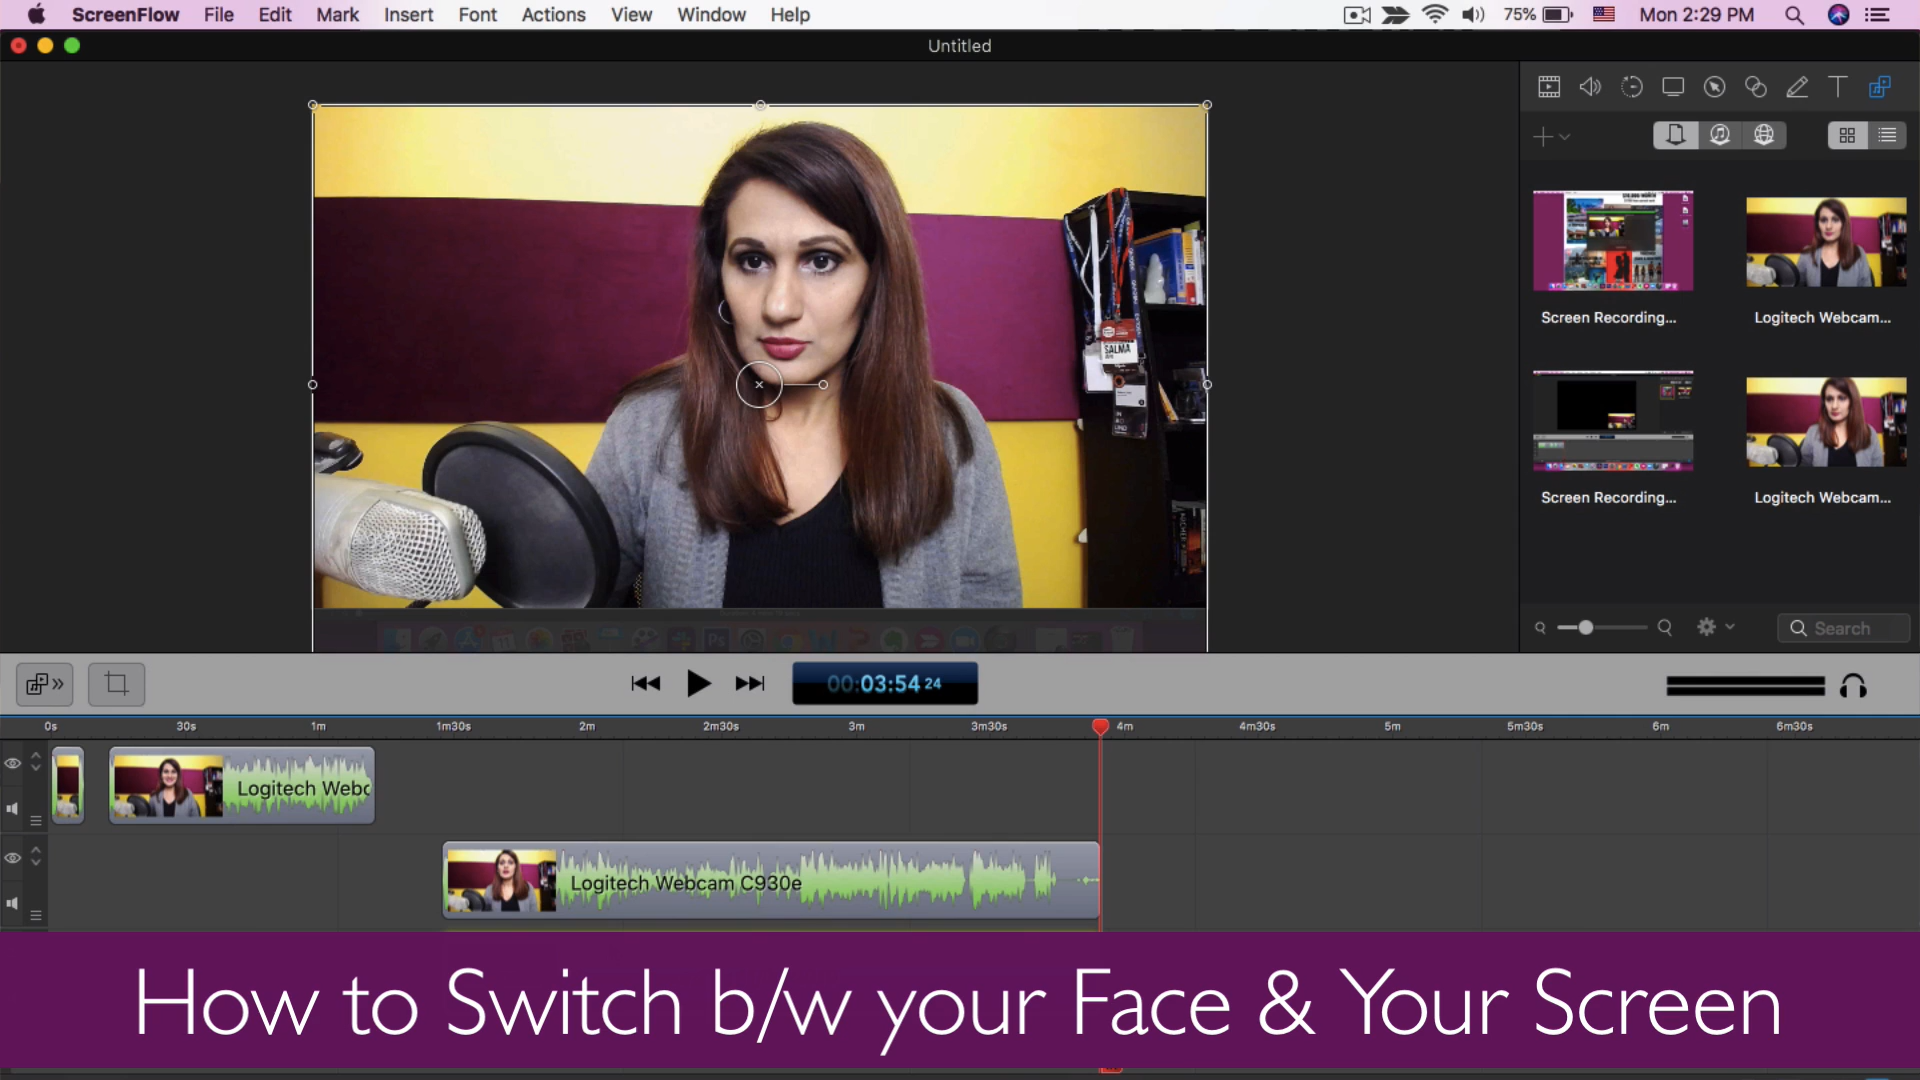 ScreenFlow File Edit Mark Insert Font Actions View Window Help 75% Mon 2:29 PM
Untitled
SALMA
Screen Recording... Logitech Webcam...
Screen Recording... Logitech Webcam...
Search
00:03:54 24
0s 30s 1m 1m30s 2m 2m30s 3m 3m30s 4m 4m30s 5m 5m30s 6m 6m30s
Logitech Webc
Logitech Webcam C930e
How to Switch b/w your Face & Your Screen